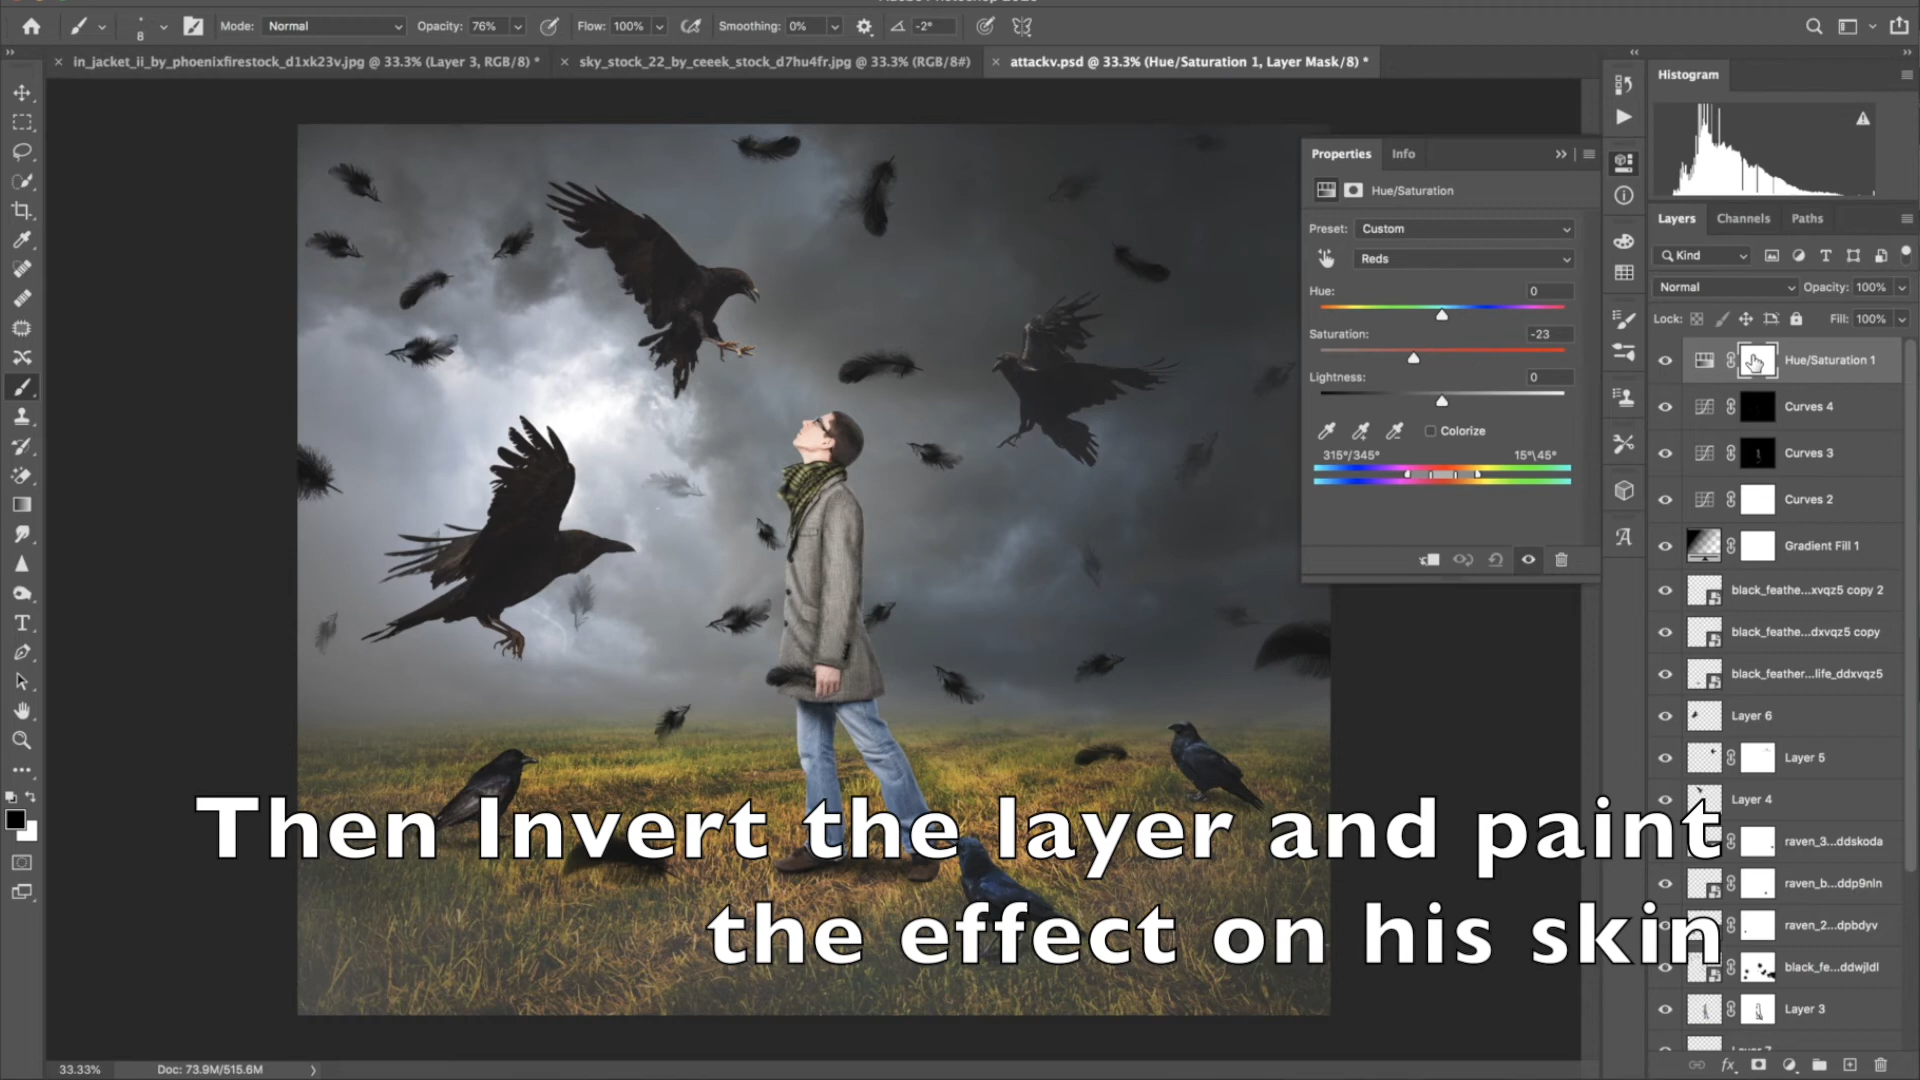 8
Mode: Normal
Opacity: 76%
Flow: 100%
Smoothing: 0%
-2°
in_jacket_ii_by_phoenixfirestock_d1xk23v.jpg @ 33.3% (Layer 3, RGB/8) *
sky_stock_22_by_ceeek_stock_d7hu4fr.jpg @ 33.3% (RGB/8#)
attackv.psd @ 33.3% (Hue/Saturation 1, Layer Mask/8) *
Histogram
Properties
Info
Hue/Saturation
Preset: Custom
Reds
Hue: 0
Saturation: -23
Lightness: 0
Colorize
315°/345°
15°\45°
Layers
Channels
Paths
Kind
Normal
Opacity: 100%
Lock:
Fill: 100%
Hue/Saturation 1
Curves 4
Curves 3
Curves 2
Gradient Fill 1
black_feathe...xvqz5 copy 2
black_feathe...dxvqz5 copy
black_feather...life_ddxvqz5
Layer 6
Layer 5
Layer 4
raven_3...ddskoda
raven_b...ddp9nln
raven_2...dpbdyv
black_fe...ddwjldl
Layer 3
Then Invert the layer and paint
the effect on his skin
33.33%
Doc: 73.9M/515.6M